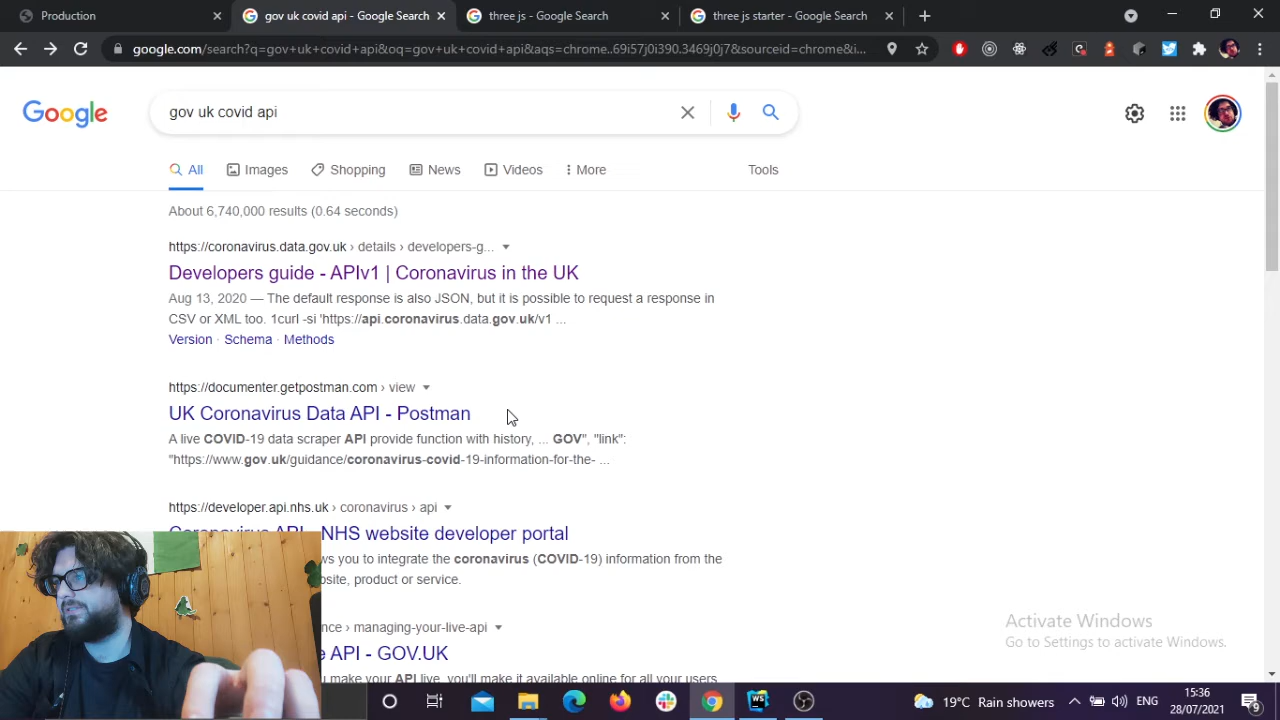 Production
gov uk covid api - Google Search
three js - Google Search
three js starter - Google Search
google.com/search?q=gov+uk+covid+api&oq=gov+uk+covid+api&aqs=chrome..69i57j0i390.3469j0j7&sourceid=chrome&i...
Google
gov uk covid api
All
Images
Shopping
News
Videos
More
Tools
About 6,740,000 results (0.64 seconds)
https://coronavirus.data.gov.uk › details › developers-g...
Developers guide - APIv1 | Coronavirus in the UK
Aug 13, 2020 — The default response is also JSON, but it is possible to request a response in
CSV or XML too. 1curl -si 'https://api.coronavirus.data.gov.uk/v1 ...
Version · Schema · Methods
https://documenter.getpostman.com › view
UK Coronavirus Data API - Postman
A live COVID-19 data scraper API provide function with history, ... GOV", "link":
"https://www.gov.uk/guidance/coronavirus-covid-19-information-for-the- ...
https://developer.api.nhs.uk › coronavirus › api
Coronavirus API - NHS website developer portal
ws you to integrate the coronavirus (COVID-19) information from the
site, product or service.
nce › managing-your-live-api
API - GOV.UK
make your API live, you'll make it available online for all your users
Activate Windows
Go to Settings to activate Windows.
WS
19°C Rain showers
ENG
15:36
28/07/2021
9